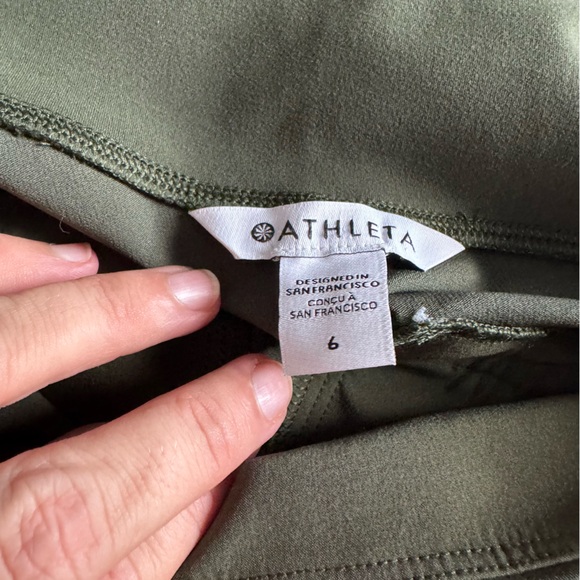 ATHLETA
DESIGNED IN
SAN FRANCISCO
CONÇU À
SAN FRANCISCO
6